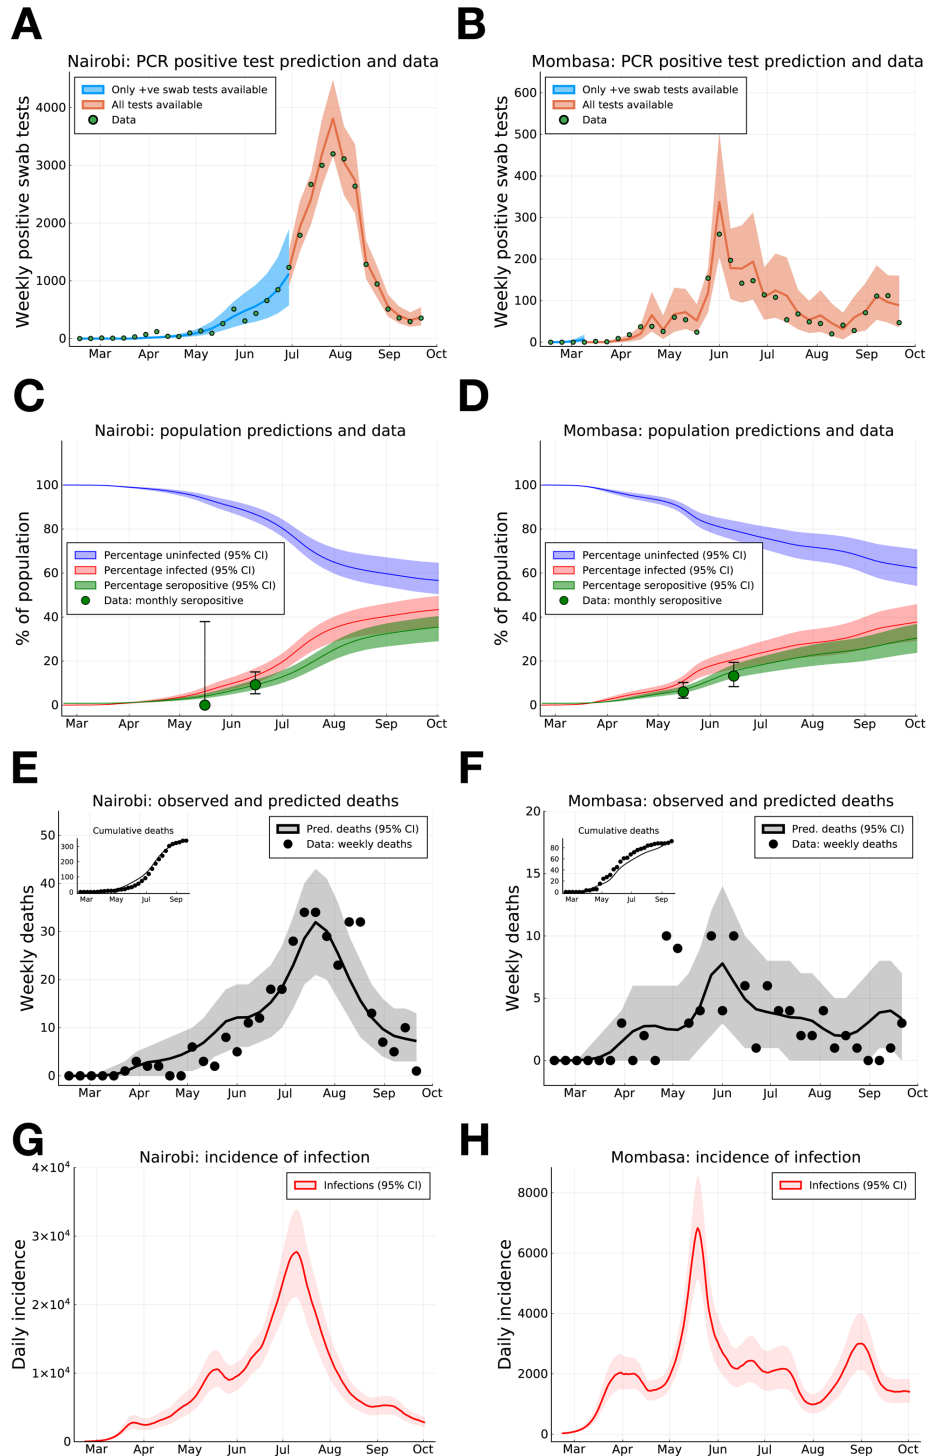 A
Nairobi: PCR positive test prediction and data
Weekly positive swab tests
Only +ve swab tests available
All tests available
Data
4000
3000
2000
1000
0
Mar Apr May Jun Jul Aug Sep Oct
B
Mombasa: PCR positive test prediction and data
Weekly positive swab tests
Only +ve swab tests available
All tests available
Data
600
500
400
300
200
100
0
Mar Apr May Jun Jul Aug Sep Oct
C
Nairobi: population predictions and data
% of population
100
80
60
40
20
0
Percentage uninfected (95% CI)
Percentage infected (95% CI)
Percentage seropositive (95% CI)
Data: monthly seropositive
Mar Apr May Jun Jul Aug Sep Oct
D
Mombasa: population predictions and data
% of population
100
80
60
40
20
0
Percentage uninfected (95% CI)
Percentage infected (95% CI)
Percentage seropositive (95% CI)
Data: monthly seropositive
Mar Apr May Jun Jul Aug Sep Oct
E
Nairobi: observed and predicted deaths
Weekly deaths
50
40
30
20
10
0
Cumulative deaths
300
200
100
0
Mar May Jul Sep
Pred. deaths (95% CI)
Data: weekly deaths
Mar Apr May Jun Jul Aug Sep Oct
F
Mombasa: observed and predicted deaths
Weekly deaths
20
15
10
5
0
Cumulative deaths
80
60
40
20
0
Mar May Jul Sep
Pred. deaths (95% CI)
Data: weekly deaths
Mar Apr May Jun Jul Aug Sep Oct
G
Nairobi: incidence of infection
Daily incidence
4×10⁴
3×10⁴
2×10⁴
1×10⁴
0
Infections (95% CI)
Mar Apr May Jun Jul Aug Sep Oct
H
Mombasa: incidence of infection
Daily incidence
8000
6000
4000
2000
0
Infections (95% CI)
Mar Apr May Jun Jul Aug Sep Oct